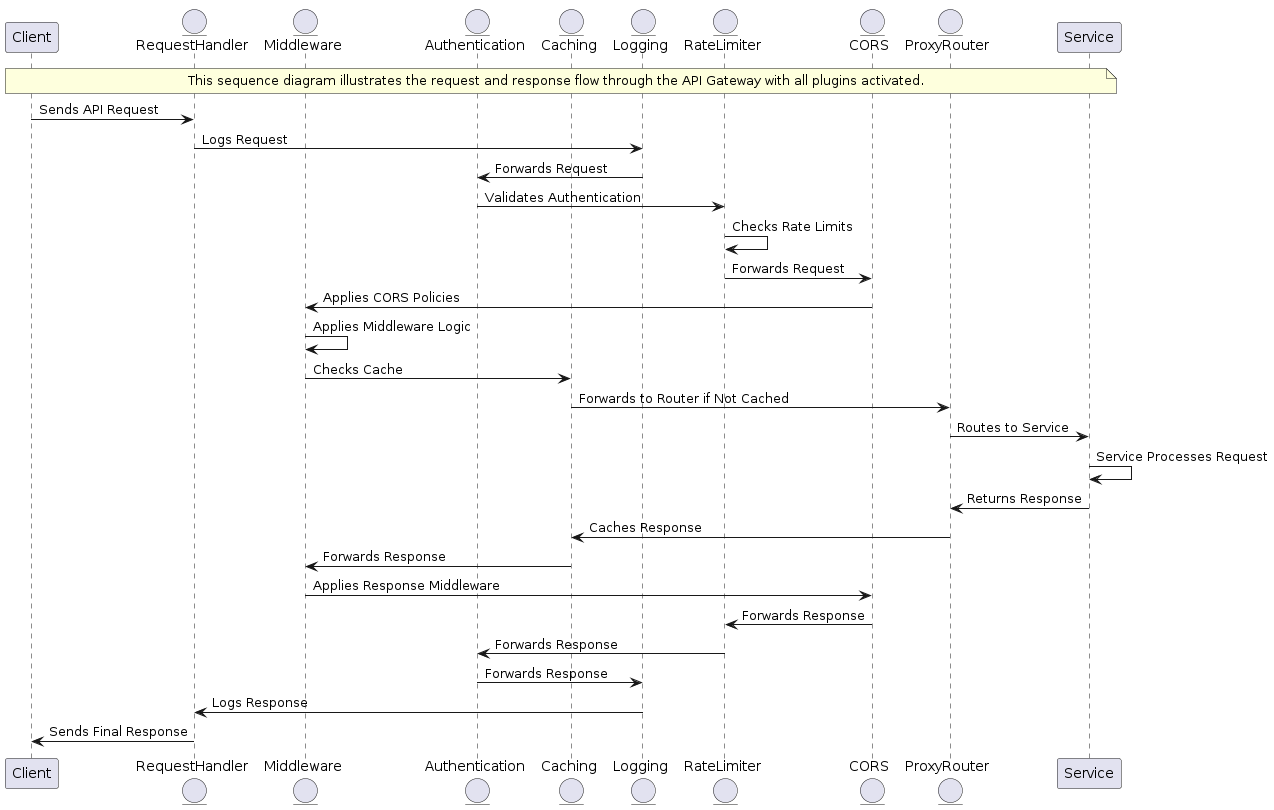 Client RequestHandler Middleware Authentication Caching Logging RateLimiter CORS ProxyRouter Service
This sequence diagram illustrates the request and response flow through the API Gateway with all plugins activated.
Sends API Request
Logs Request
Forwards Request
Validates Authentication
Checks Rate Limits
Forwards Request
Applies CORS Policies
Applies Middleware Logic
Checks Cache
Forwards to Router if Not Cached
Routes to Service
Service Processes Request
Returns Response
Caches Response
Forwards Response
Applies Response Middleware
Forwards Response
Forwards Response
Forwards Response
Logs Response
Sends Final Response
Client RequestHandler Middleware Authentication Caching Logging RateLimiter CORS ProxyRouter Service